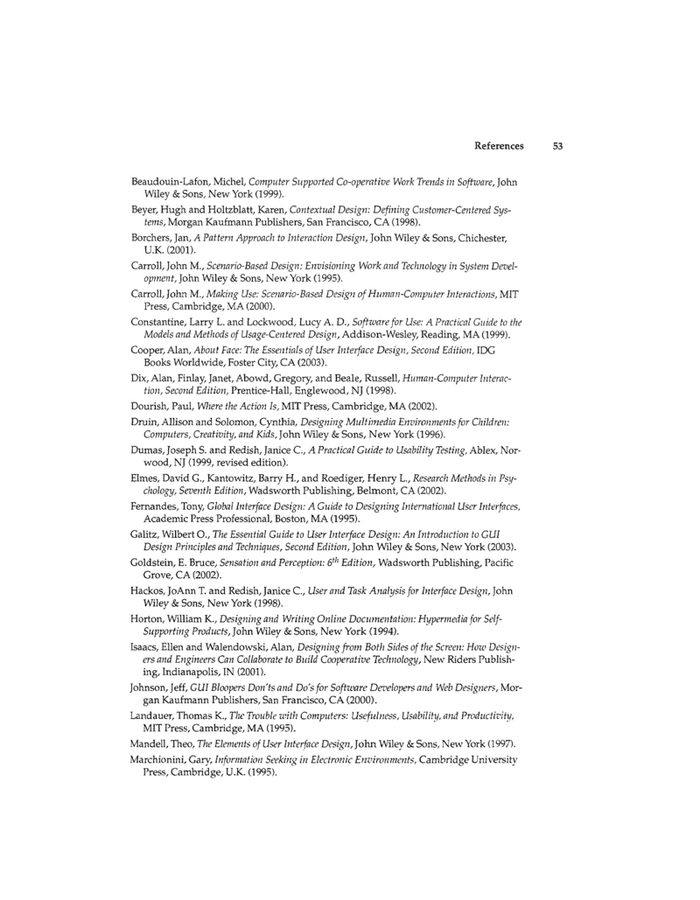 References 53
Beaudouin-Lafon, Michel, Computer Supported Co-operative Work Trends in Software, John
Wiley & Sons, New York (1999).
Beyer, Hugh and Holtzblatt, Karen, Contextual Design: Defining Customer-Centered Sys-
tems, Morgan Kaufmann Publishers, San Francisco, CA (1998).
Borchers, Jan, A Pattern Approach to Interaction Design, John Wiley & Sons, Chichester,
U.K. (2001).
Carroll, John M., Scenario-Based Design: Envisioning Work and Technology in System Devel-
opment, John Wiley & Sons, New York (1995).
Carroll, John M., Making Use: Scenario-Based Design of Human-Computer Interactions, MIT
Press, Cambridge, MA (2000).
Constantine, Larry L. and Lockwood, Lucy A. D., Software for Use: A Practical Guide to the
Models and Methods of Usage-Centered Design, Addison-Wesley, Reading, MA (1999).
Cooper, Alan, About Face: The Essentials of User Interface Design, Second Edition, IDG
Books Worldwide, Foster City, CA (2003).
Dix, Alan, Finlay, Janet, Abowd, Gregory, and Beale, Russell, Human-Computer Interac-
tion, Second Edition, Prentice-Hall, Englewood, NJ (1998).
Dourish, Paul, Where the Action Is, MIT Press, Cambridge, MA (2002).
Druin, Allison and Solomon, Cynthia, Designing Multimedia Environments for Children:
Computers, Creativity, and Kids, John Wiley & Sons, New York (1996).
Dumas, Joseph S. and Redish, Janice C., A Practical Guide to Usability Testing, Ablex, Nor-
wood, NJ (1999, revised edition).
Elmes, David G., Kantowitz, Barry H., and Roediger, Henry L., Research Methods in Psy-
chology, Seventh Edition, Wadsworth Publishing, Belmont, CA (2002).
Fernandes, Tony, Global Interface Design: A Guide to Designing International User Interfaces,
Academic Press Professional, Boston, MA (1995).
Galitz, Wilbert O., The Essential Guide to User Interface Design: An Introduction to GUI
Design Principles and Techniques, Second Edition, John Wiley & Sons, New York (2003).
Goldstein, E. Bruce, Sensation and Perception: 6th Edition, Wadsworth Publishing, Pacific
Grove, CA (2002).
Hackos, JoAnn T. and Redish, Janice C., User and Task Analysis for Interface Design, John
Wiley & Sons, New York (1998).
Horton, William K., Designing and Writing Online Documentation: Hypermedia for Self-
Supporting Products, John Wiley & Sons, New York (1994).
Isaacs, Ellen and Walendowski, Alan, Designing from Both Sides of the Screen: How Design-
ers and Engineers Can Collaborate to Build Cooperative Technology, New Riders Publish-
ing, Indianapolis, IN (2001).
Johnson, Jeff, GUI Bloopers Don'ts and Do's for Software Developers and Web Designers, Mor-
gan Kaufmann Publishers, San Francisco, CA (2000).
Landauer, Thomas K., The Trouble with Computers: Usefulness, Usability, and Productivity,
MIT Press, Cambridge, MA (1995).
Mandell, Theo, The Elements of User Interface Design, John Wiley & Sons, New York (1997).
Marchionini, Gary, Information Seeking in Electronic Environments, Cambridge University
Press, Cambridge, U.K. (1995).